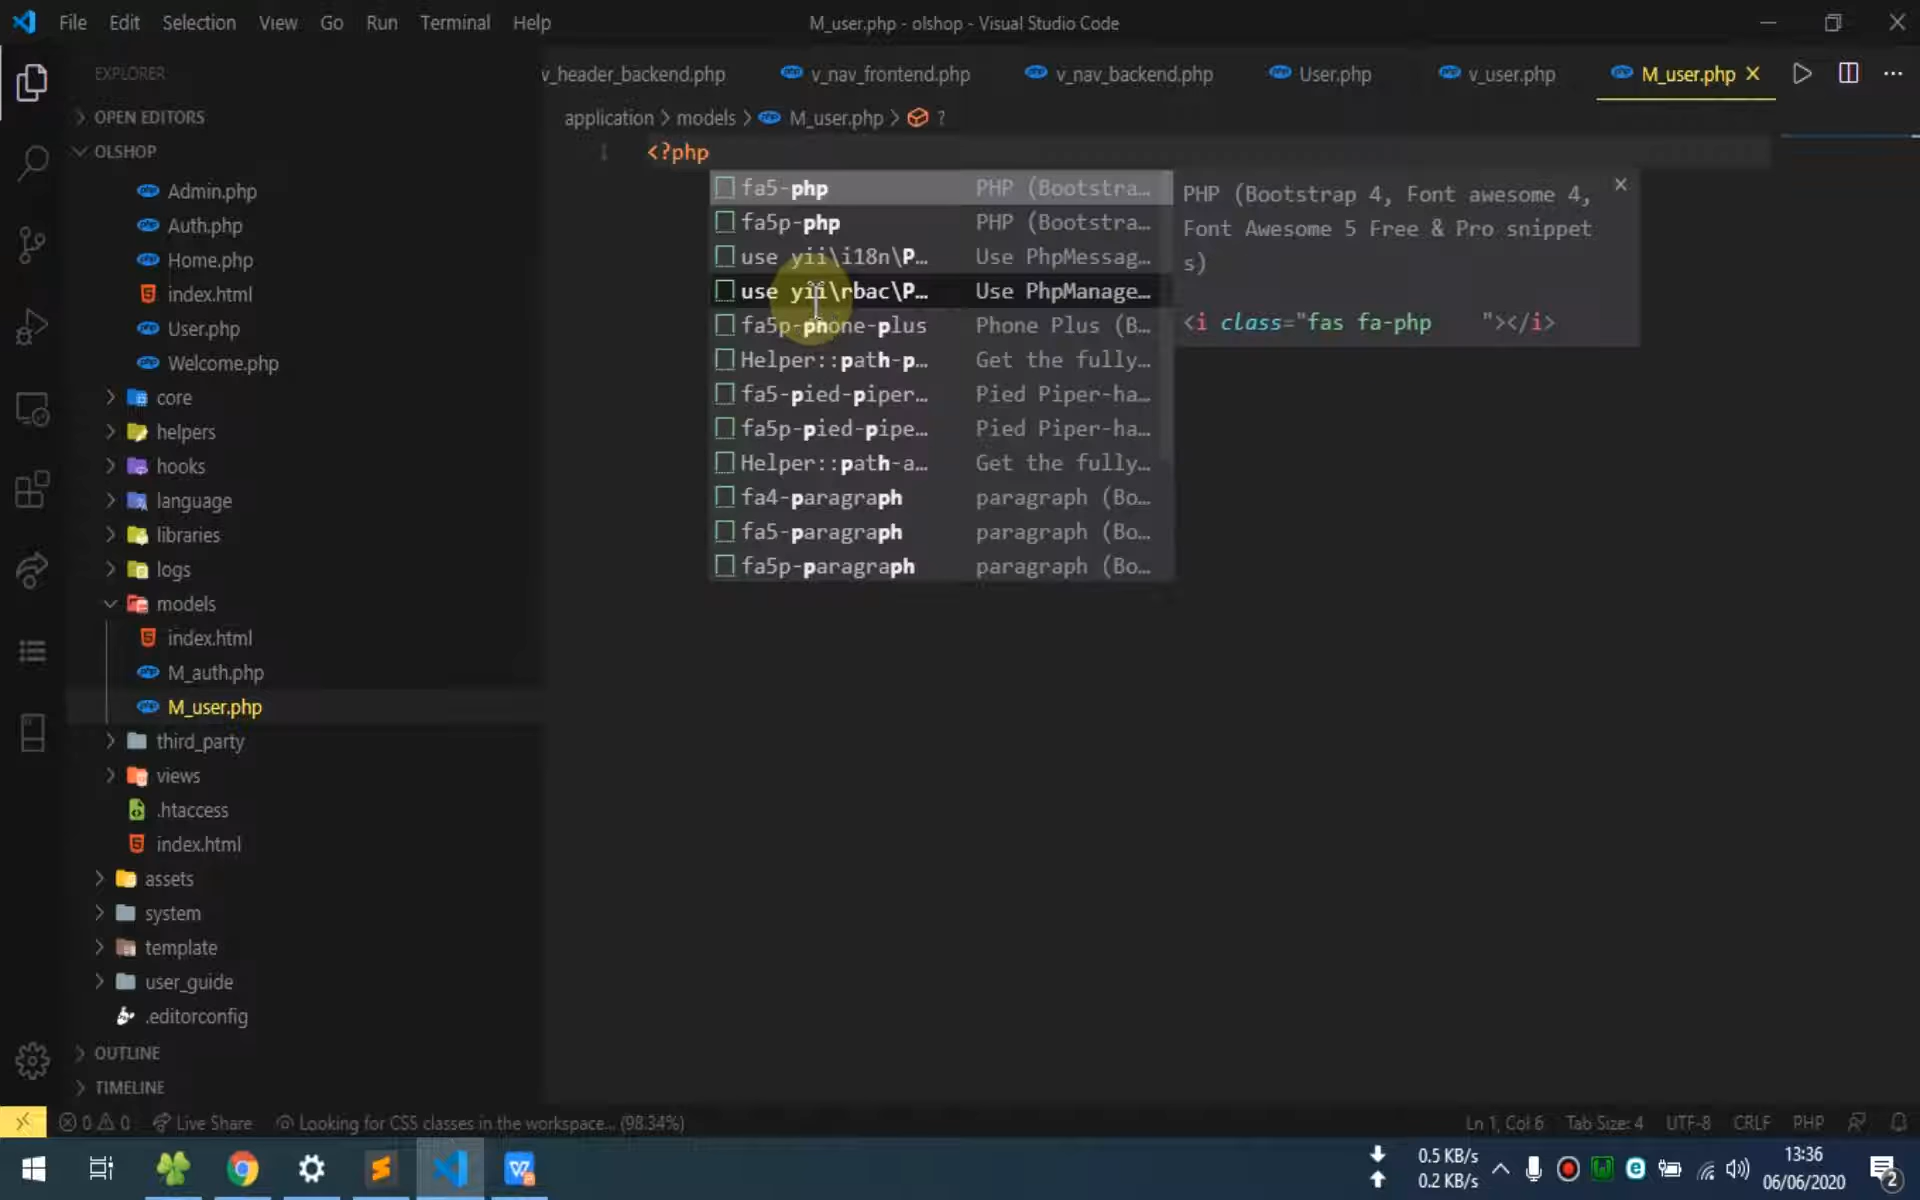 File Edit Selection View Go Run Terminal Help M_user.php - olshop - Visual Studio Code
EXPLORER
v_header_backend.php v_nav_frontend.php v_nav_backend.php User.php v_user.php M_user.php
OPEN EDITORS
application > models > M_user.php > ?
OLSHOP
1 <?php
Admin.php
Auth.php
Home.php
index.html
User.php
Welcome.php
core
helpers
hooks
language
libraries
logs
models
index.html
M_auth.php
M_user.php
third_party
views
.htaccess
index.html
assets
system
template
user_guide
.editorconfig
OUTLINE
TIMELINE
fa5-php PHP (Bootstra…
fa5p-php PHP (Bootstra…
use yii\i18n\P… Use PhpMessag…
use yii\rbac\P… Use PhpManage…
fa5p-phone-plus Phone Plus (B…
Helper::path-p… Get the fully…
fa5-pied-piper… Pied Piper-ha…
fa5p-pied-pipe… Pied Piper-ha…
Helper::path-a… Get the fully…
fa4-paragraph paragraph (Bo…
fa5-paragraph paragraph (Bo…
fa5p-paragraph paragraph (Bo…
PHP (Bootstrap 4, Font awesome 4,
Font Awesome 5 Free & Pro snippet
s)
<i class="fas fa-php "></i>
0 0 Live Share Looking for CSS classes in the workspace... (98.34%) Ln 1, Col 6 Tab Size: 4 UTF-8 CRLF PHP
0.5 KB/s
0.2 KB/s
13:36
06/06/2020
2